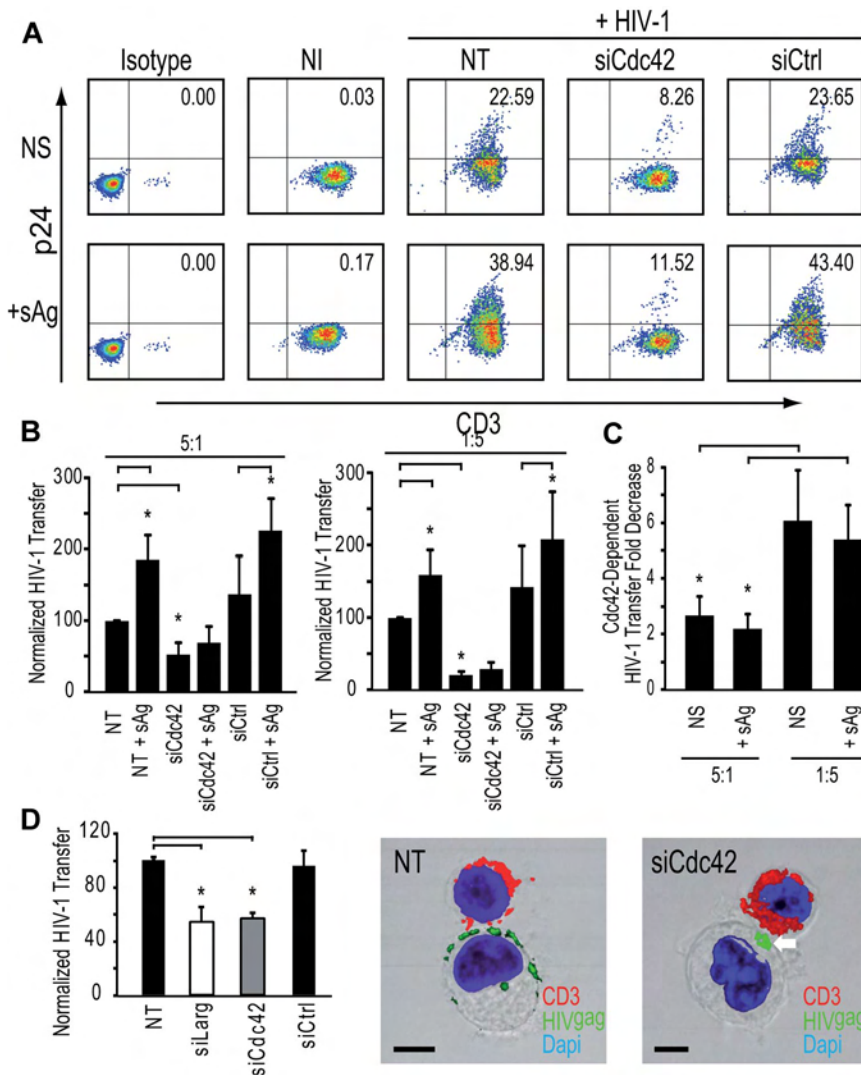 A
+ HIV-1
Isotype
NI
NT
siCdc42
siCtrl
NS
0.00
0.03
22:59
8.26
23:65
p24
+sAg
0.00
0.17
38.94
11.52
43.40
CD3
B
5:1
Normalized HIV-1 Transfer
300
200
100
0
*
*
*
NT
NT + sAg
siCdc42
siCdc42 + sAg
siCtrl
siCtrl + sAg
1:5
Normalized HIV-1 Transfer
300
200
100
0
*
*
*
NT
NT + sAg
siCdc42
siCdc42 + sAg
siCtrl
siCtrl + sAg
C
Cdc42-Dependent
HIV-1 Transfer Fold Decrease
8
6
4
2
0
*
*
NS
+ sAg
NS
+ sAg
5:1
1:5
D
Normalized HIV-1 Transfer
120
80
60
40
0
*
*
NT
siLarg
siCdc42
siCtrl
NT
CD3
HIVgag
Dapi
siCdc42
CD3
HIVgag
Dapi